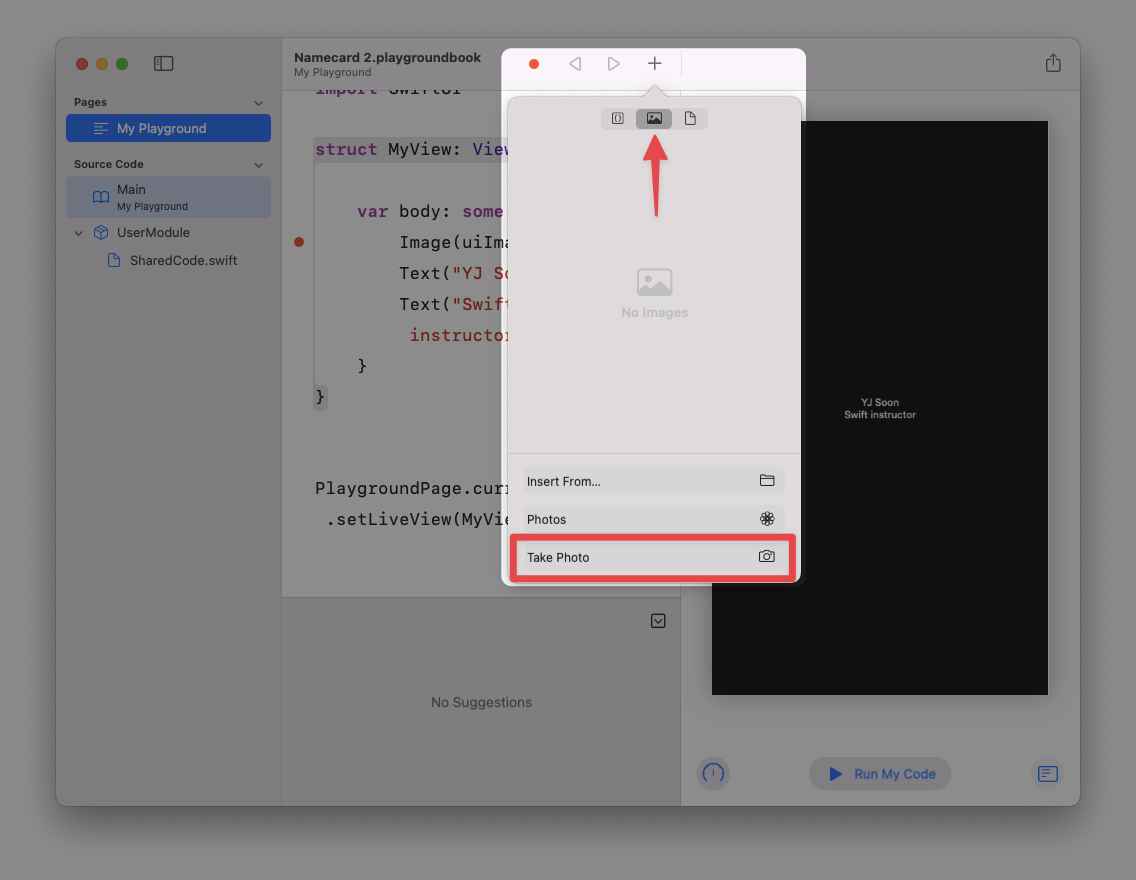 Namecard 2.playgroundbook
My Playground
Pages
My Playground
Source Code
Main
My Playground
UserModule
SharedCode.swift
import SwiftUI
struct MyView: View
var body: some
Image(uiIma
Text("YJ So
Text("Swift
instructor
}
}
PlaygroundPage.curr
.setLiveView(MyVie
No Images
Insert From...
Photos
Take Photo
No Suggestions
YJ Soon
Swift instructor
Run My Code